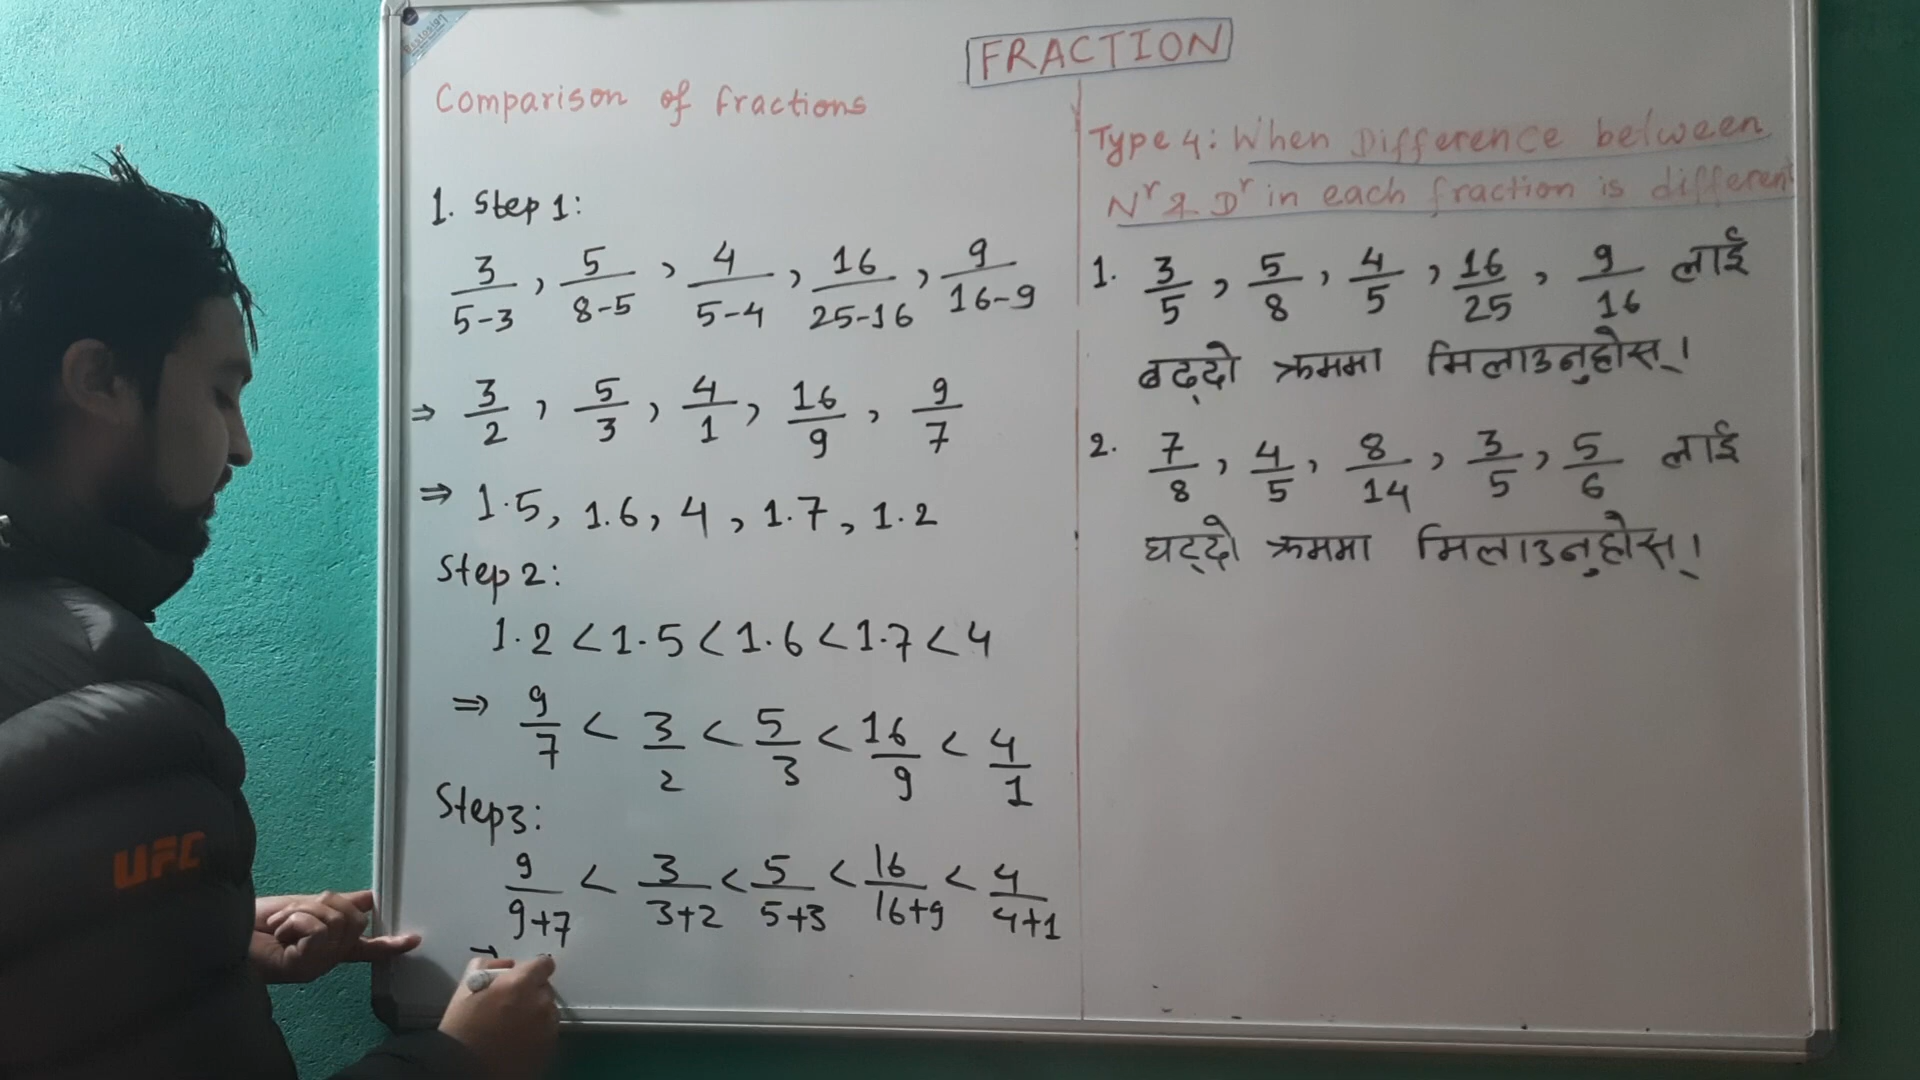 FRACTION
Comparison of fractions
1. Step 1:
3/5-3, 5/8-5, 4/5-4, 16/25-16, 9/16-9
⇒ 3/2, 5/3, 4/1, 16/9, 9/7
⇒ 1.5, 1.6, 4, 1.7, 1.2
Step 2:
1.2 < 1.5 < 1.6 < 1.7 < 4
⇒ 9/7 < 3/2 < 5/3 < 16/9 < 4/1
Step3:
9/9+7 < 3/3+2 < 5/5+3 < 16/16+9 < 4/4+1
Type 4: When Difference between
Nʳ & Dʳ in each fraction is different
1. 3/5, 5/8, 4/5, 16/25, 9/16 लाई
बढ्दो क्रममा मिलाउनुहोस्।
2. 7/8, 4/5, 8/14, 3/5, 5/6 लाई
घट्दो क्रममा मिलाउनुहोस्।
UFC